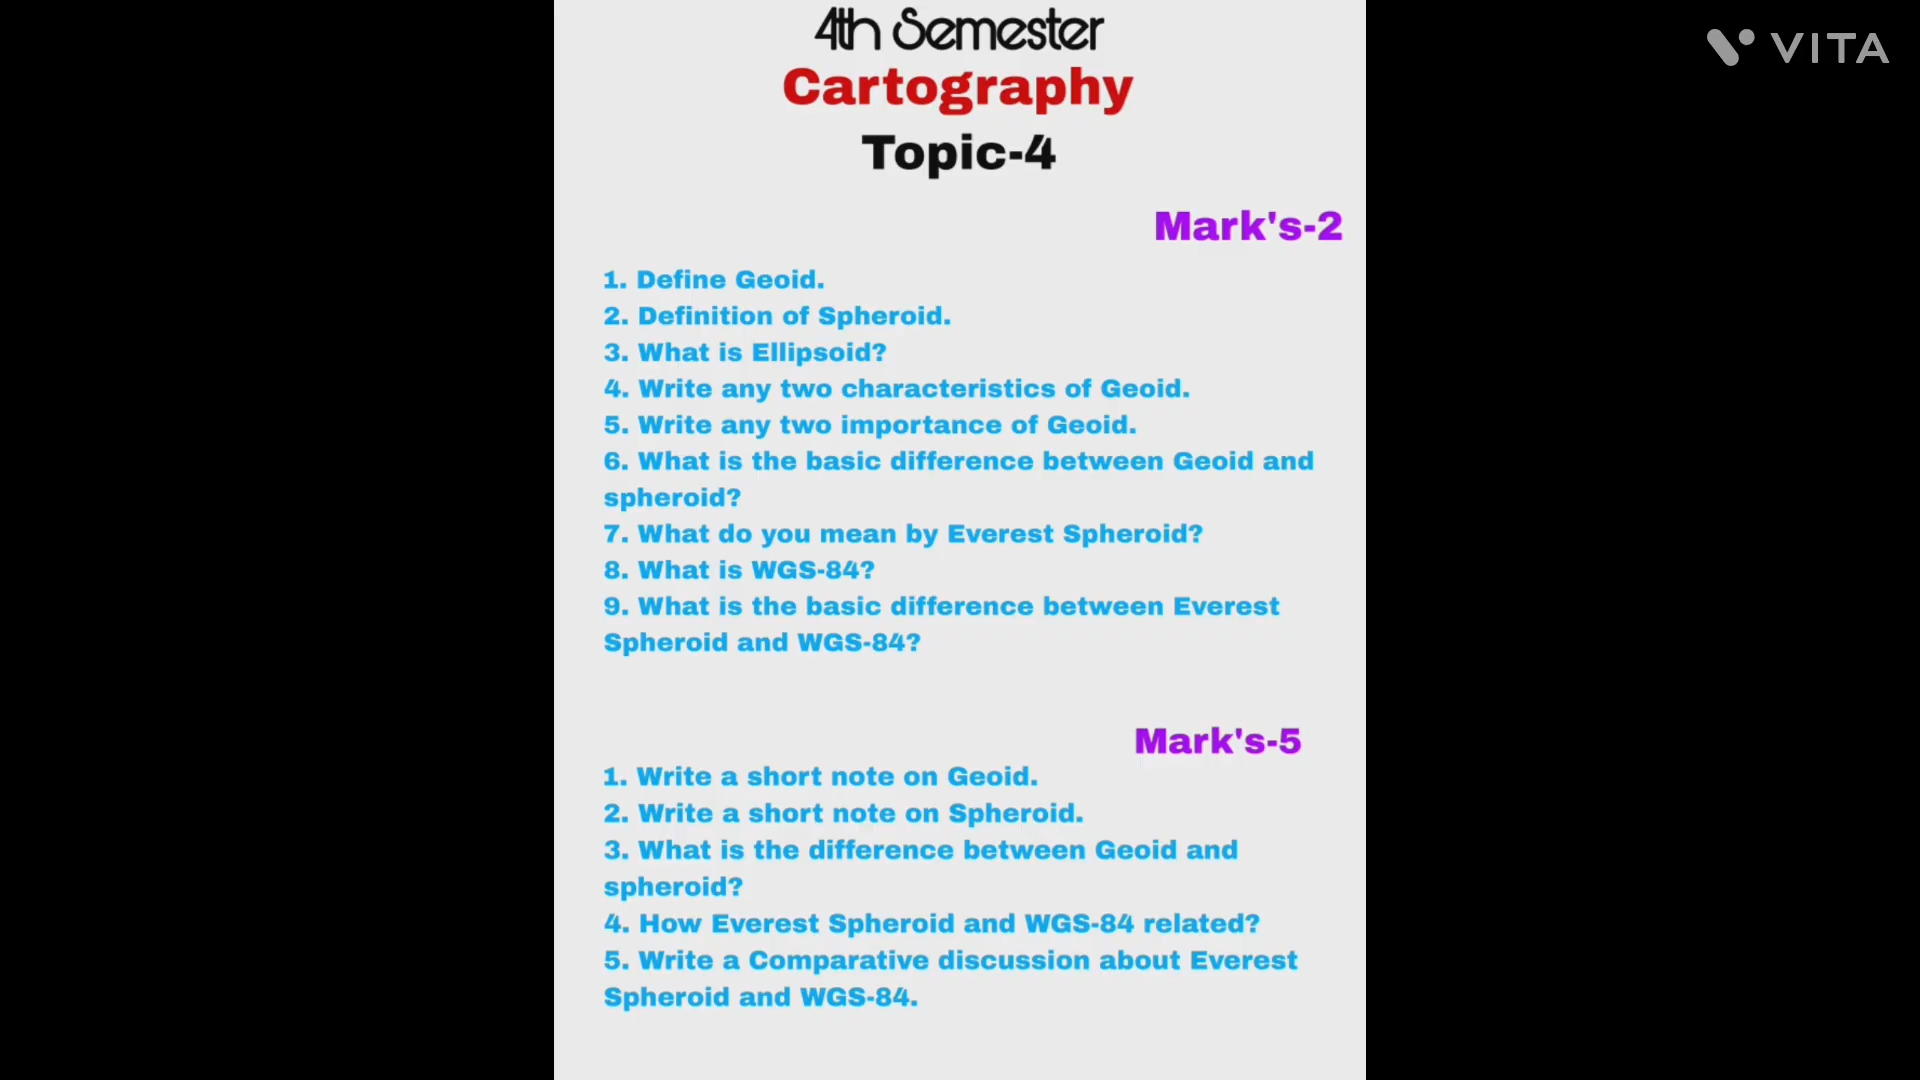 4th Semester
Cartography
Topic-4
VITA
Mark's-2
1. Define Geoid.
2. Definition of Spheroid.
3. What is Ellipsoid?
4. Write any two characteristics of Geoid.
5. Write any two importance of Geoid.
6. What is the basic difference between Geoid and
spheroid?
7. What do you mean by Everest Spheroid?
8. What is WGS-84?
9. What is the basic difference between Everest
Spheroid and WGS-84?
Mark's-5
1. Write a short note on Geoid.
2. Write a short note on Spheroid.
3. What is the difference between Geoid and
spheroid?
4. How Everest Spheroid and WGS-84 related?
5. Write a Comparative discussion about Everest
Spheroid and WGS-84.